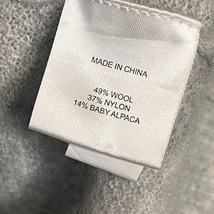 MADE IN CHINA
49% WOOL
37% NYLON
14% BABY ALPACA